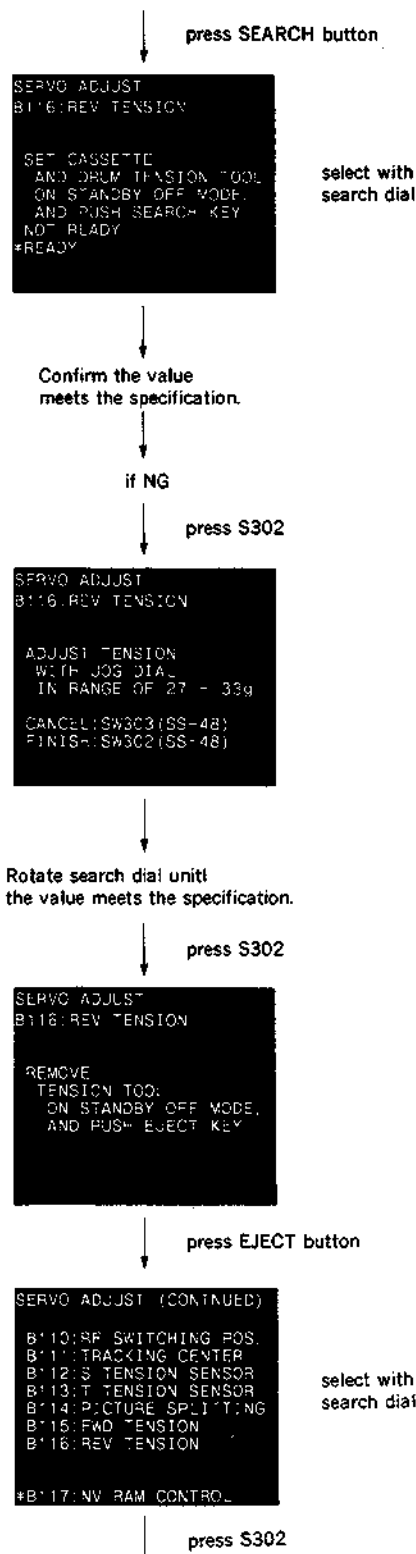 press SEARCH button
SERVO ADJUST
B116:REV TENSION
SET CASSETTE
AND DRUM TENSION TOOL
ON STANDBY OFF MODE,
AND PUSH SEARCH KEY
NOT READY
*READY
select with
search dial
Confirm the value
meets the specification.
if NG
press S302
SERVO ADJUST
B116:REV TENSION
ADJUST TENSION
WITH JOG DIAL
IN RANGE OF 27 - 33g
CANCEL:SW303(SS-48)
FINISH:SW302(SS-48)
Rotate search dial unitl
the value meets the specification.
press S302
SERVO ADJUST
B116:REV TENSION
REMOVE
TENSION TOOL
ON STANDBY OFF MODE,
AND PUSH EJECT KEY
press EJECT button
SERVO ADJUST (CONTINUED)
B110:RF SWITCHING POS.
B111:TRACKING CENTER
B112:S TENSION SENSOR
B113:T TENSION SENSOR
B114:PICTURE SPLITTING
B115:FWD TENSION
B116:REV TENSION
*B117:NV RAM CONTROL
select with
search dial
press S302